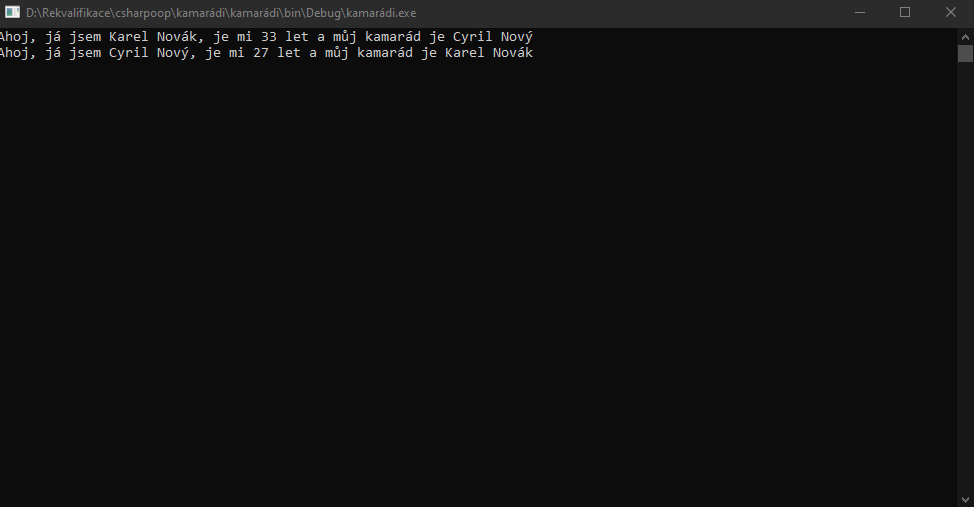 D:\Rekvalifikace\csharpoop\kamarádi\kamarádi\bin\Debug\kamarádi.exe
Ahoj, já jsem Karel Novák, je mi 33 let a můj kamarád je Cyril Nový
Ahoj, já jsem Cyril Nový, je mi 27 let a můj kamarád je Karel Novák